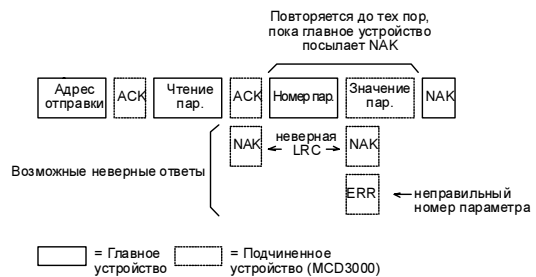 Повторяется до тех пор,
пока главное устройство
посылает NAK
Адрес
отправки
ACK
Чтение
пар.
ACK
Номер пар.
Значение
пар.
NAK
NAK
неверная
LRC
NAK
Возможные неверные ответы
ERR
неправильный
номер параметра
= Главное
устройство
= Подчиненное
устройство (MCD3000)